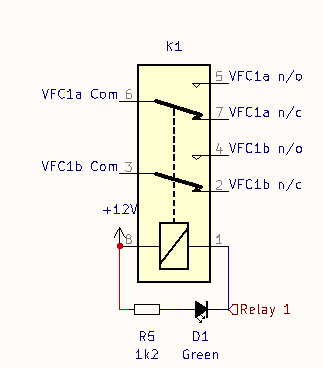 K1
5 VFC1a n/o
VFC1a Com 6
7 VFC1a n/c
4 VFC1b n/o
VFC1b Com 3
2 VFC1b n/c
+12V
8 1
Relay 1
R5 D1
1k2 Green